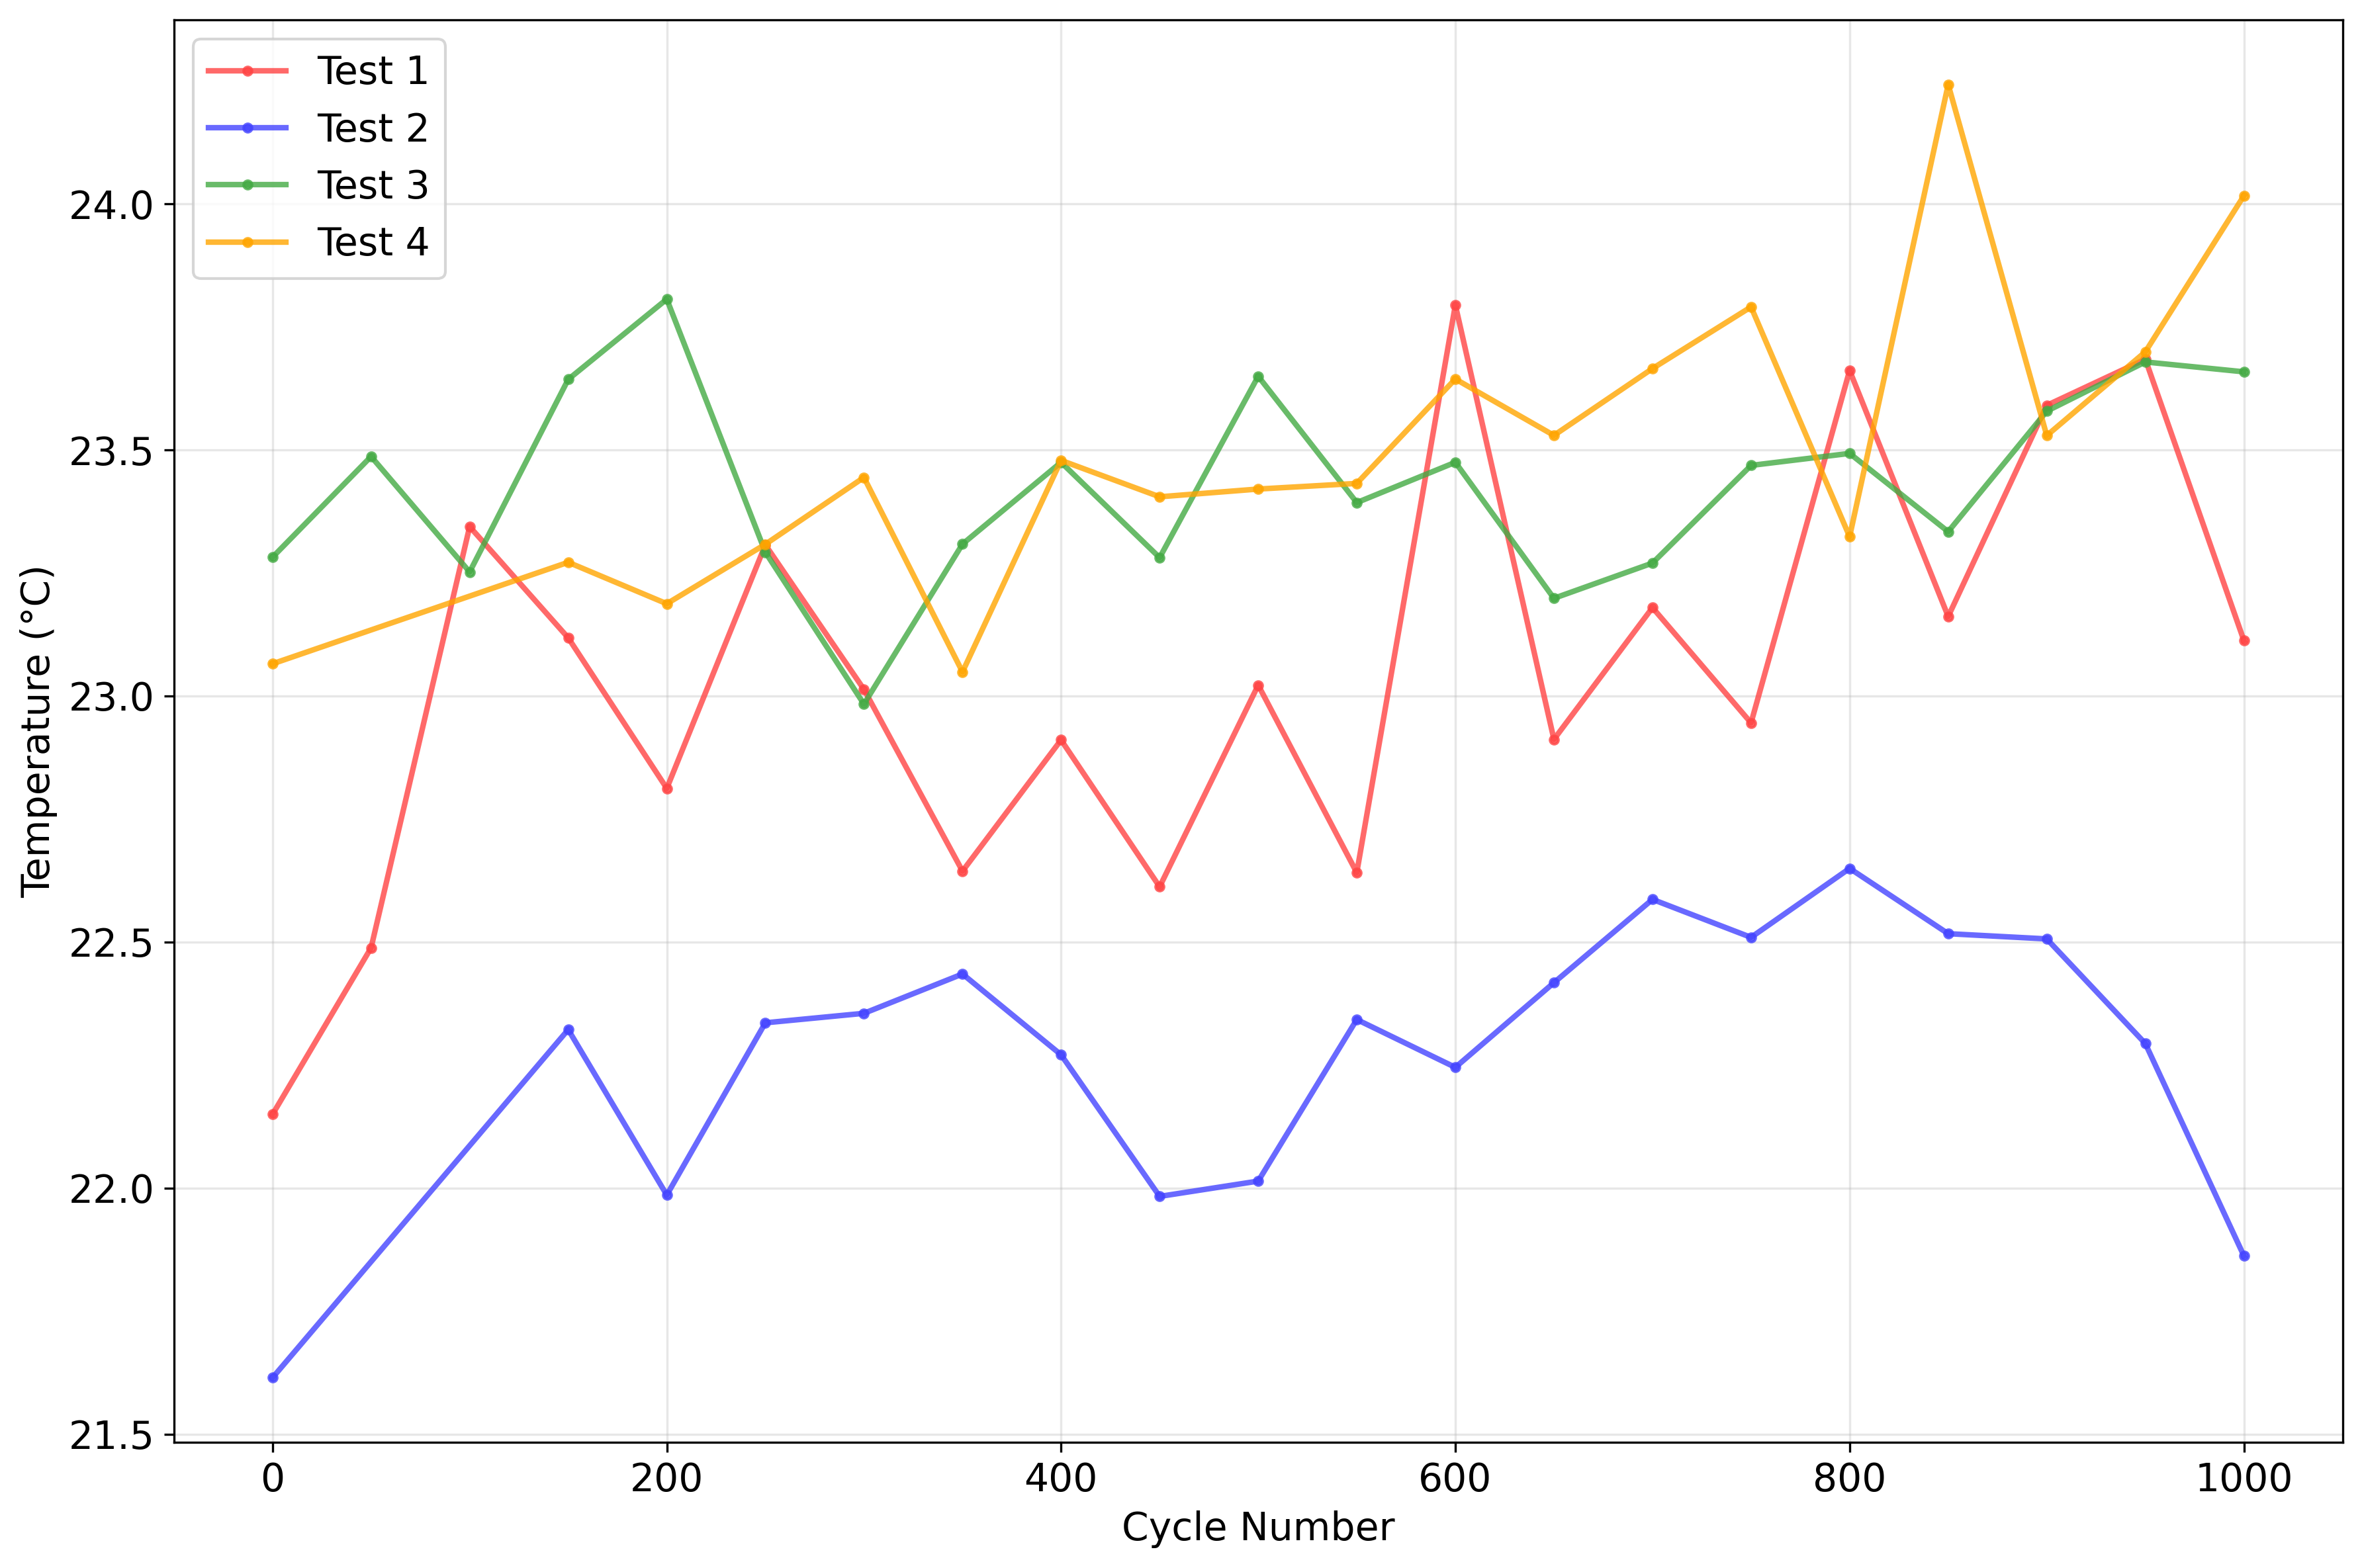 Test 1
Test 2
Test 3
Test 4
24.0
23.5
23.0
22.5
22.0
21.5
Temperature (°C)
0 200 400 600 800 1000
Cycle Number